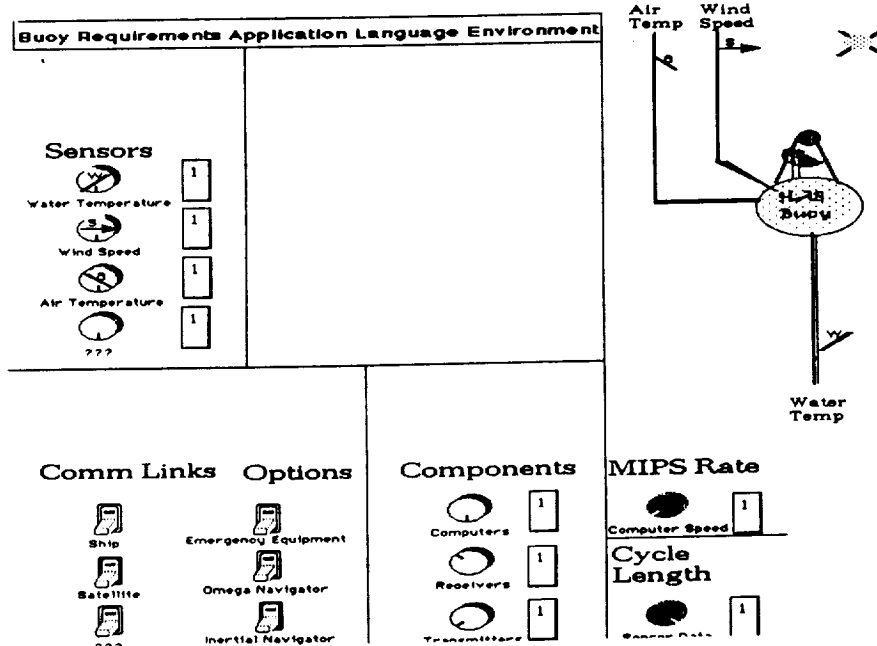 Buoy Requirements Application Language Environment
Air
Temp
Wind
Speed
S
Sensors
W
1
Water Temperature
S
1
Wind Speed
1
Air Temperature
1
???
Buoy
W
Water
Temp
Comm Links
Ship
Satellite
???
Options
Emergency Equipment
Omega Navigator
Inertial Navigator
Components
1
Computers
1
Receivers
1
Transmitters
MIPS Rate
1
Computer Speed
Cycle
Length
1
Sensor Data